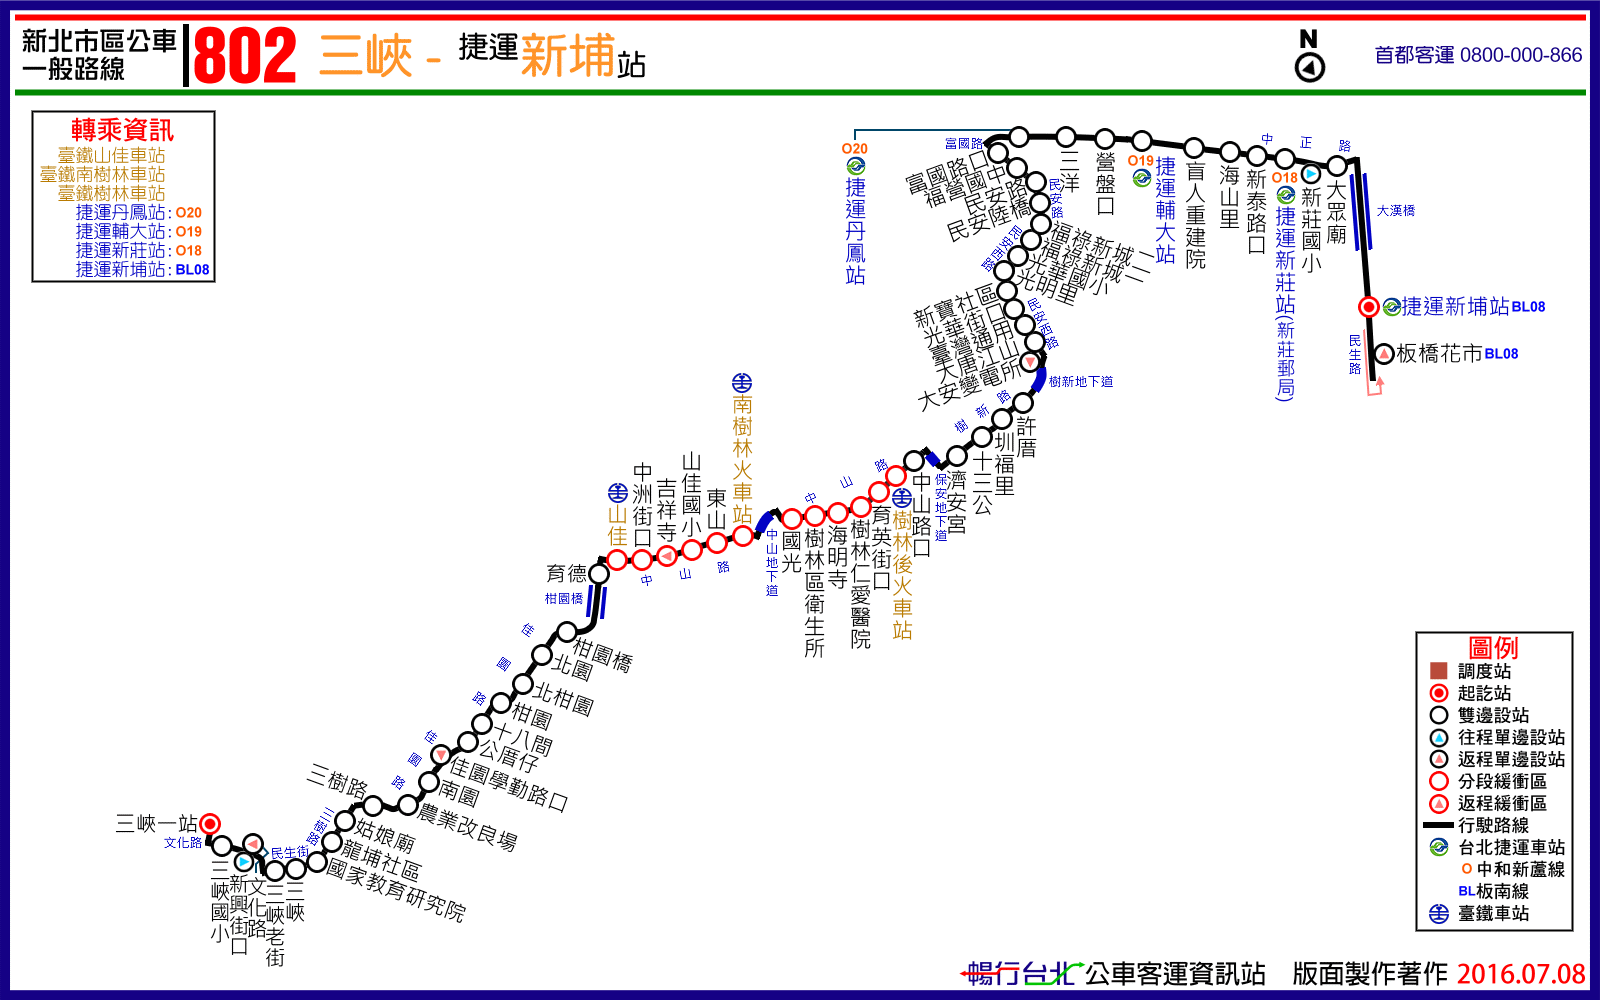 新北市區公車
一般路線
802
三峽 - 捷運新埔站
N
首都客運 0800-000-866
轉乘資訊
臺鐵山佳車站
臺鐵南樹林車站
臺鐵樹林車站
捷運丹鳳站:O20
捷運輔大站:O19
捷運新莊站:O18
捷運新埔站:BL08
O20
捷運丹鳳站
富國路
富國路口
福營國中
民安路
民安陸橋
民安路
三洋
營盤口
O19
捷運輔大站
盲人重建院
海山里
新泰路口
中正路
O18
捷運新莊站(新莊郵局)
新莊國小
大眾廟
大漢橋
捷運新埔站BL08
板橋花市BL08
民生路
福祿新城二
福祿新城一
光華國小
光明里
民安西路
新寶社區
光華街口
臺灣通用
大唐江山
大安變電所
民安西路
樹新地下道
樹新路
許厝
圳福里
十三公
濟安宮
保安地下道
中山路口
樹林後火車站
育英街口
樹林仁愛醫院
海明寺
樹林區衛生所
國光
中山路
中山地下道
南樹林火車站
東山
山佳國小
吉祥寺
中洲街口
山佳
中山路
育德
柑園橋
柑園橋
北園
北柑園
柑園
十八間
公厝仔
佳園學勤路口
南園
農業改良場
佳園路
佳園路
三樹路
姑娘廟
龍埔社區
國家教育研究院
三樹路
三峽一站
文化路
三峽國小
新興街口
文化路
三峽老街
三峽
民生街
圖例
調度站
起訖站
雙邊設站
往程單邊設站
返程單邊設站
分段緩衝區
返程緩衝區
行駛路線
台北捷運車站
O中和新蘆線
BL板南線
臺鐵車站
暢行台北 公車客運資訊站 版面製作著作 2016.07.08